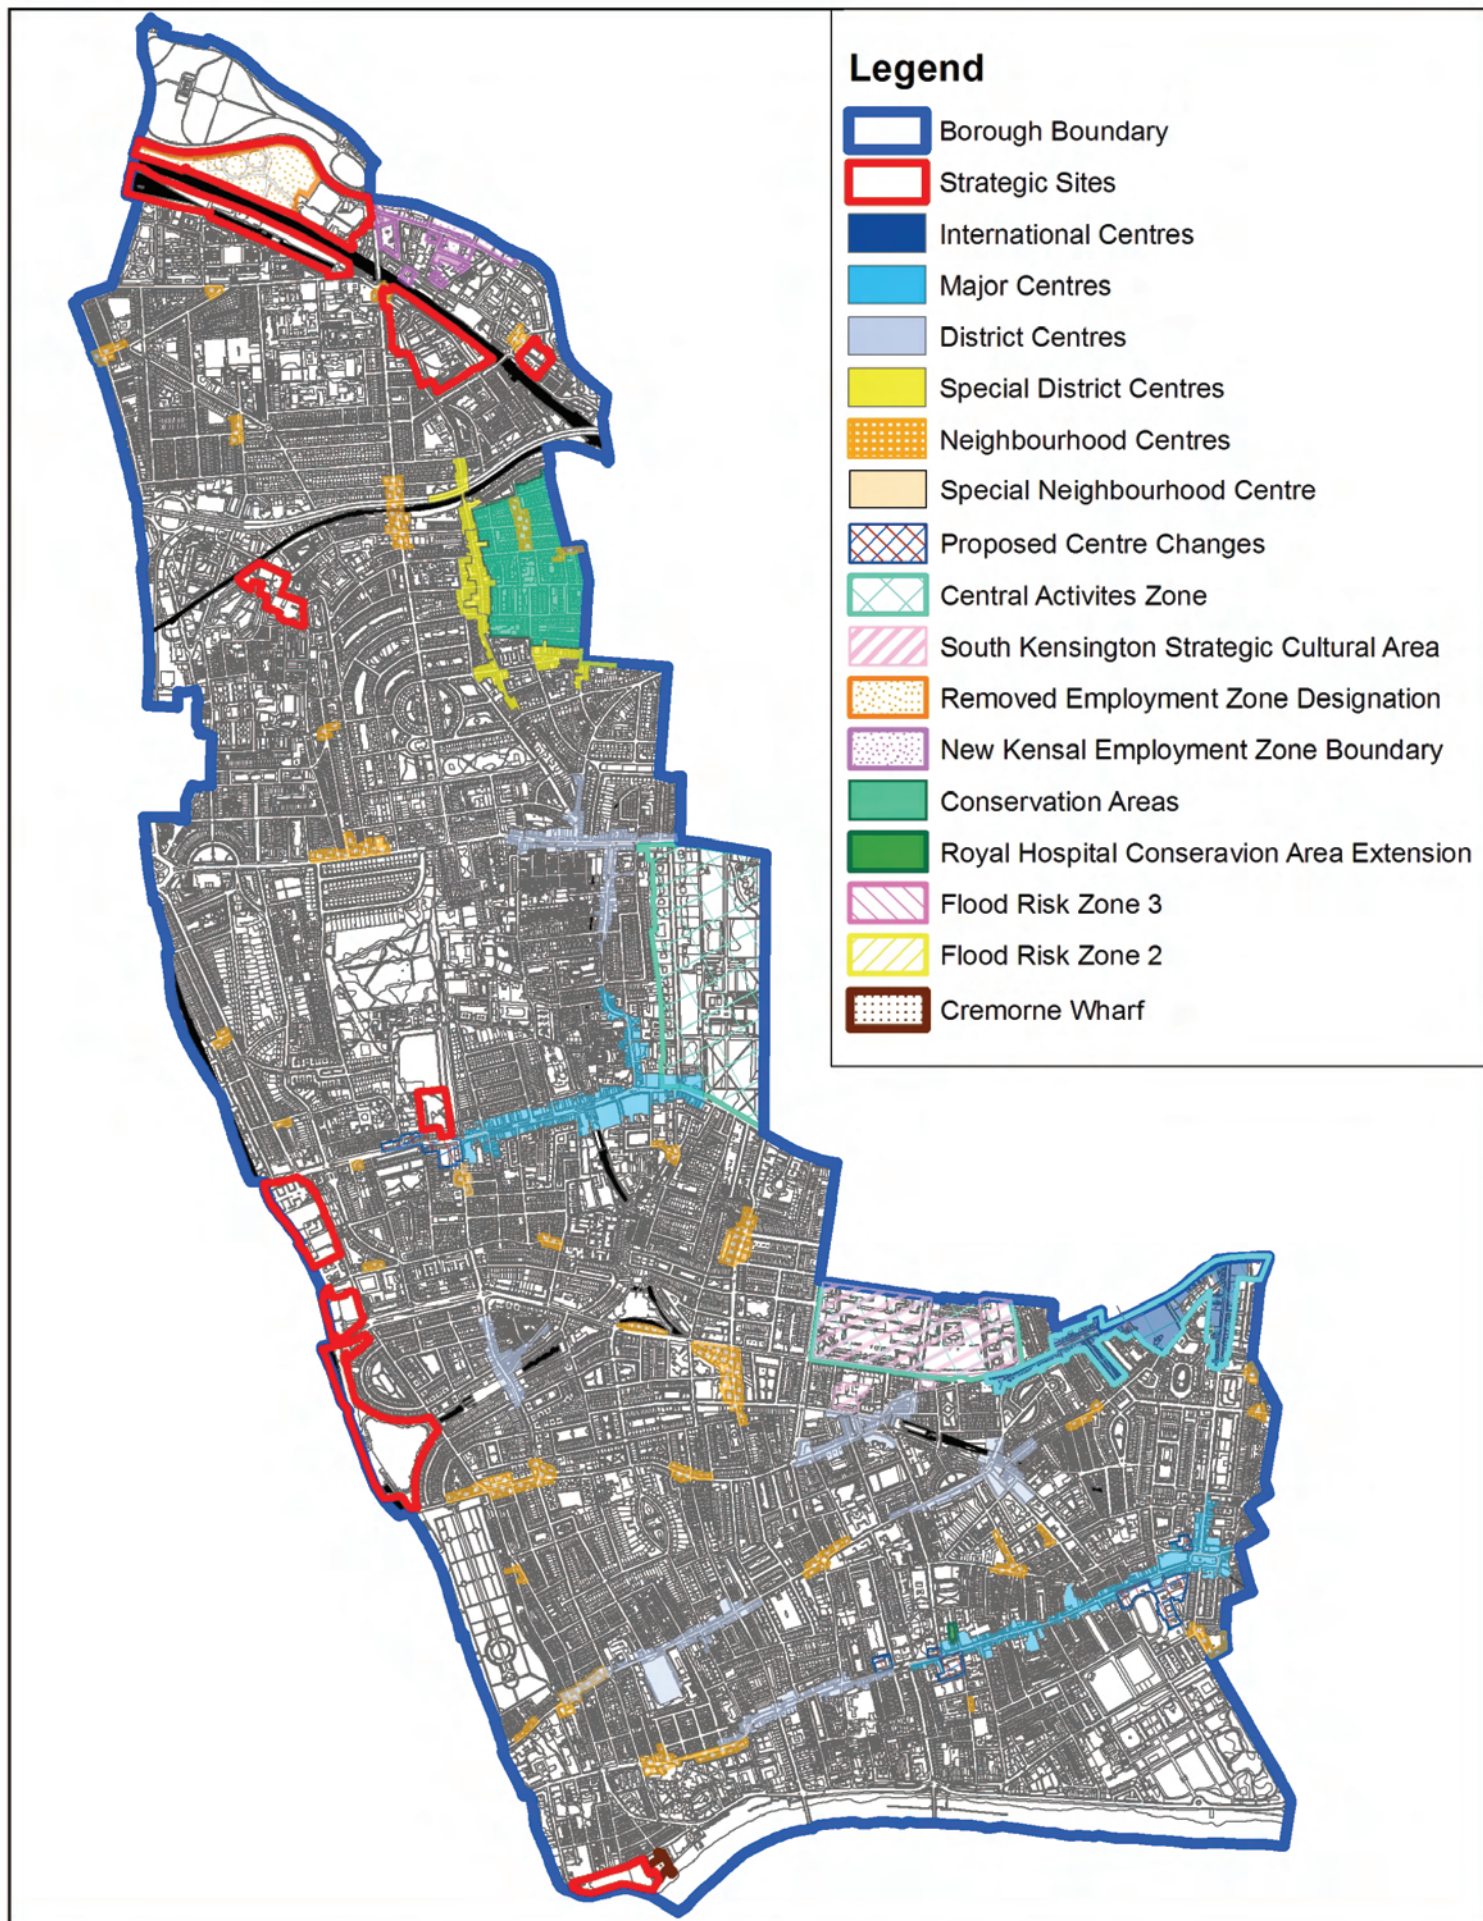 Legend
Borough Boundary
Strategic Sites
International Centres
Major Centres
District Centres
Special District Centres
Neighbourhood Centres
Special Neighbourhood Centre
Proposed Centre Changes
Central Activites Zone
South Kensington Strategic Cultural Area
Removed Employment Zone Designation
New Kensal Employment Zone Boundary
Conservation Areas
Royal Hospital Conseravion Area Extension
Flood Risk Zone 3
Flood Risk Zone 2
Cremorne Wharf